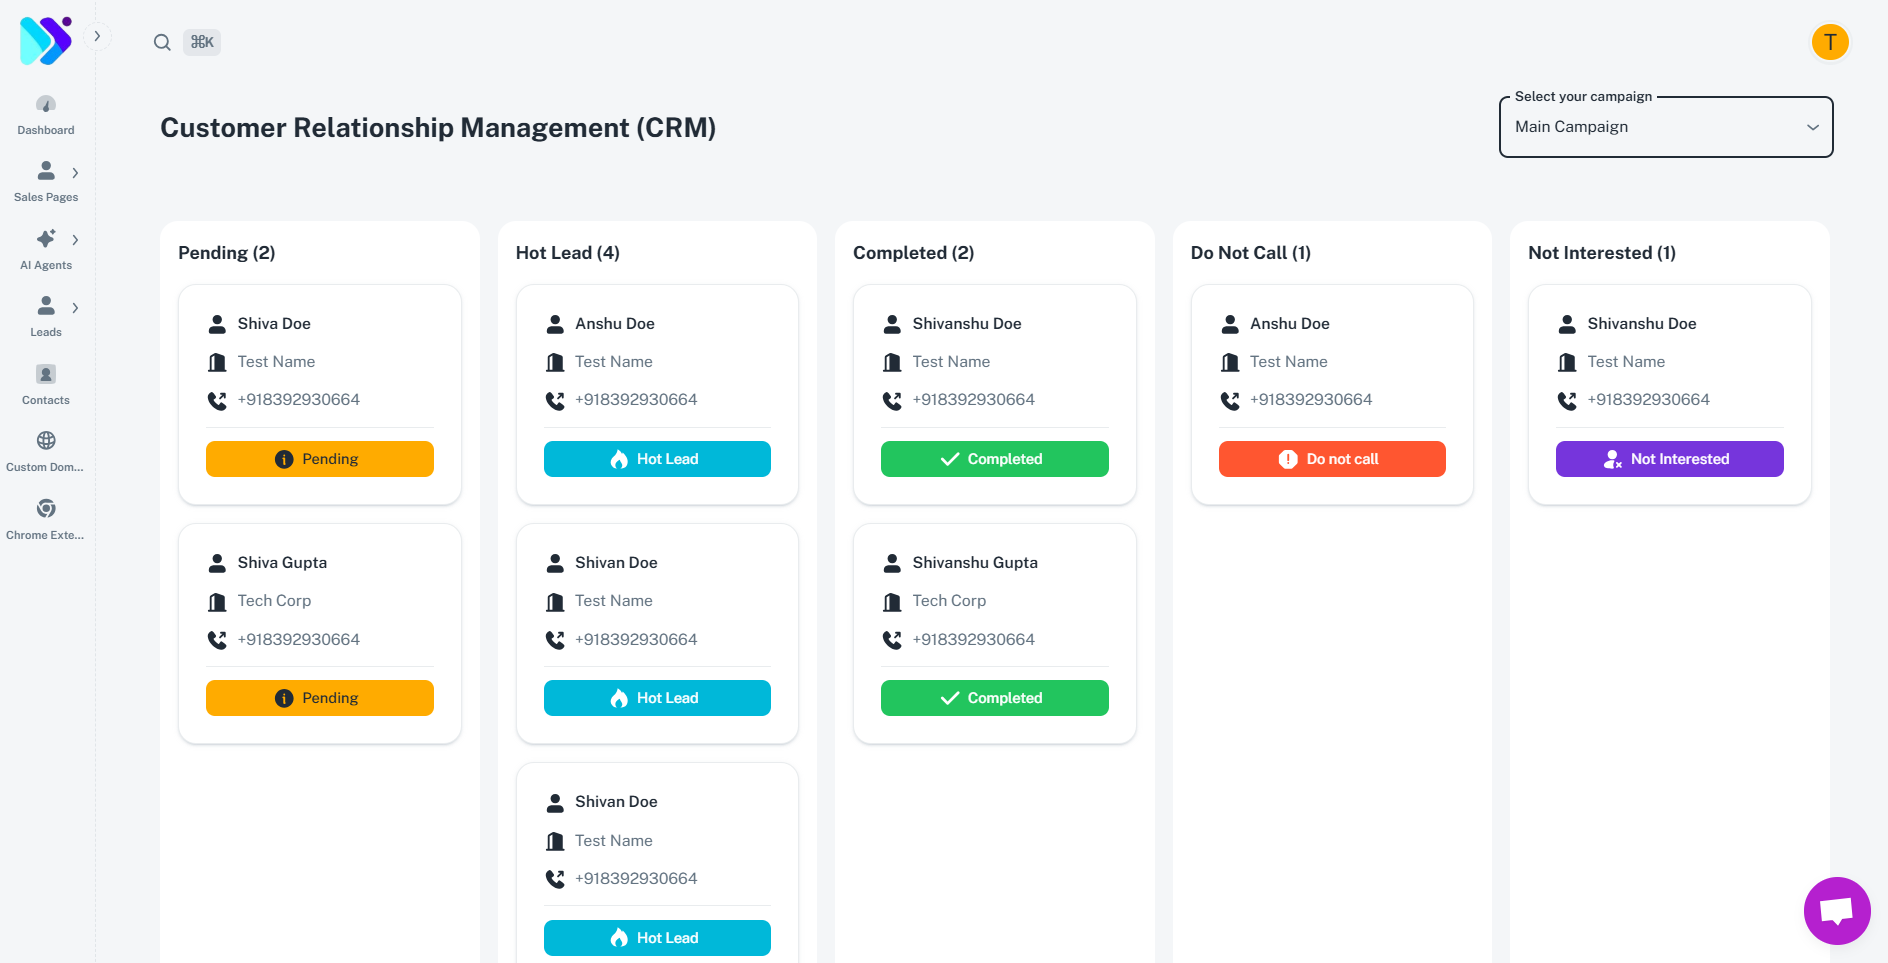 ⌘K
T
Select your campaign
Main Campaign
Customer Relationship Management (CRM)
Dashboard
Sales Pages
AI Agents
Leads
Contacts
Custom Dom...
Chrome Exte...
Pending (2)
Shiva Doe
Test Name
+918392930664
Pending
Shiva Gupta
Tech Corp
+918392930664
Pending
Hot Lead (4)
Anshu Doe
Test Name
+918392930664
Hot Lead
Shivan Doe
Test Name
+918392930664
Hot Lead
Shivan Doe
Test Name
+918392930664
Hot Lead
Completed (2)
Shivanshu Doe
Test Name
+918392930664
Completed
Shivanshu Gupta
Tech Corp
+918392930664
Completed
Do Not Call (1)
Anshu Doe
Test Name
+918392930664
Do not call
Not Interested (1)
Shivanshu Doe
Test Name
+918392930664
Not Interested